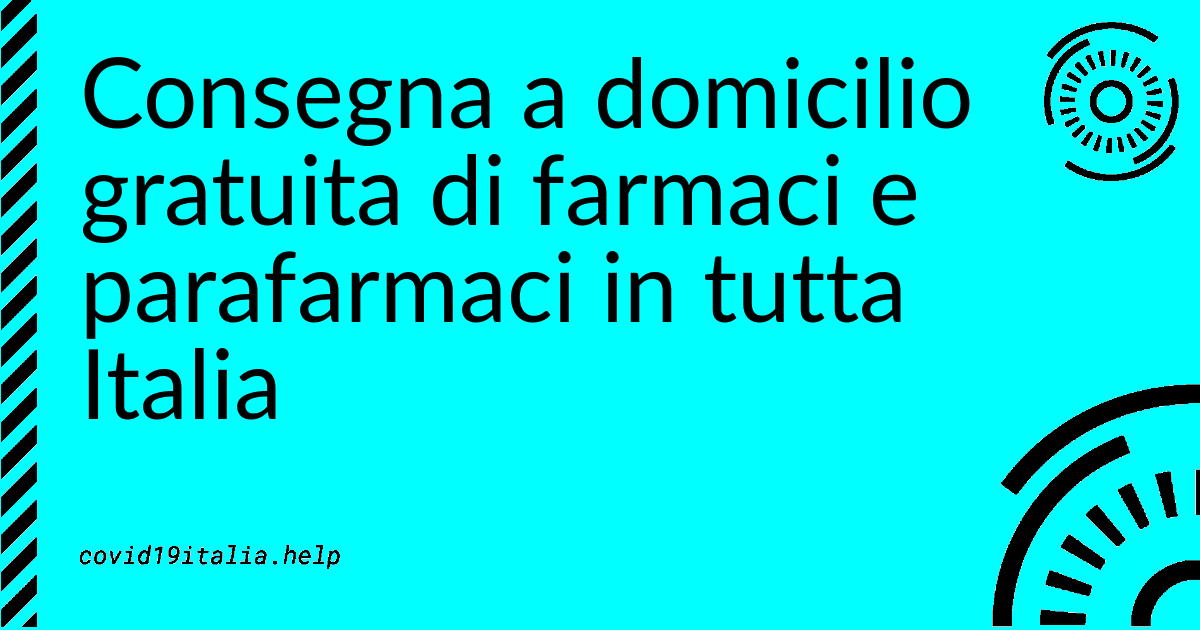 Consegna a domicilio
gratuita di farmaci e
parafarmaci in tutta
Italia
covid19italia.help